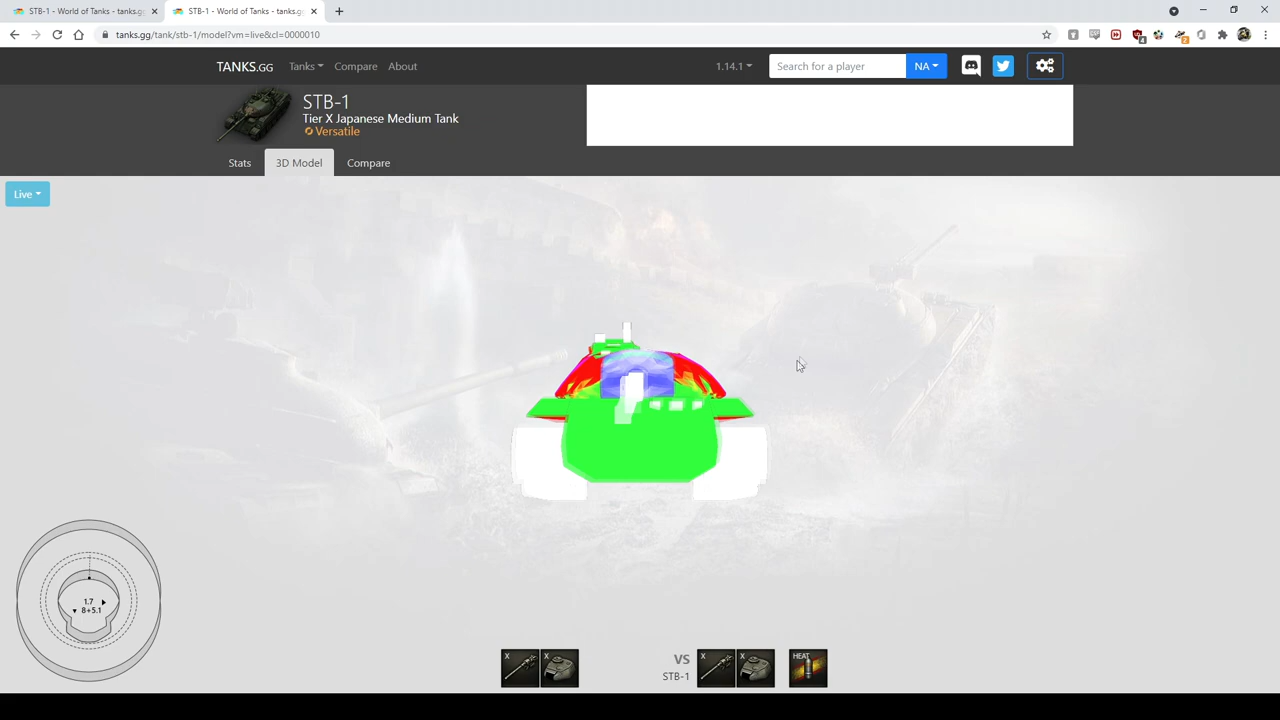 STB-1 - World of Tanks - tanks.gg
STB-1 - World of Tanks - tanks.gg
tanks.gg/tank/stb-1/model?vm=live&cl=0000010
4
2
TANKS.GG
Tanks
Compare
About
1.14.1
Search for a player
NA
STB-1
Tier X Japanese Medium Tank
Versatile
Stats
3D Model
Compare
Live
1.7
8+5.1
X
X
VS
STB-1
X
X
HEAT